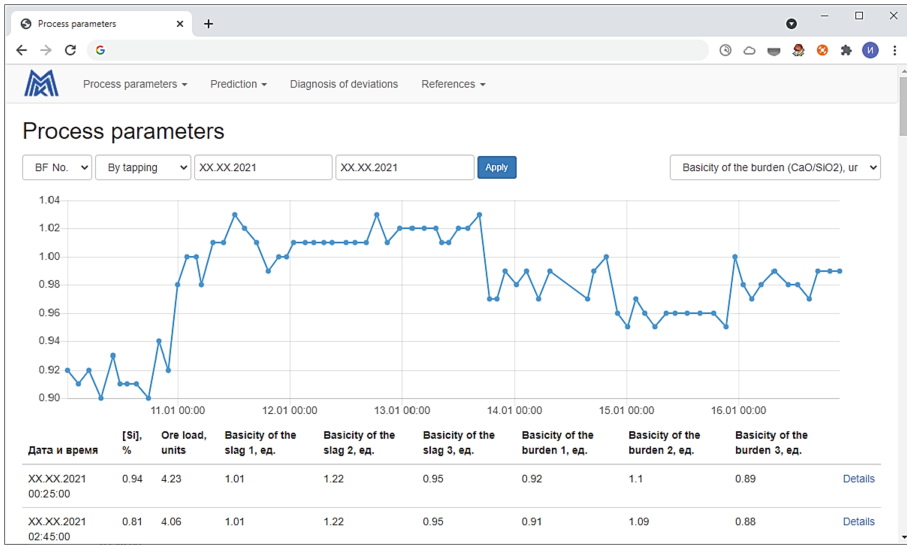 Process parameters
G
И
Process parameters Prediction Diagnosis of deviations References
Process parameters
BF No. By tapping XX.XX.2021 XX.XX.2021 Apply Basicity of the burden (CaO/SiO2), ur
1.04
1.02
1.00
0.98
0.96
0.94
0.92
0.90
11.01 00:00 12.01 00:00 13.01 00:00 14.01 00:00 15.01 00:00 16.01 00:00
[Si], Ore load, Basicity of the Basicity of the Basicity of the Basicity of the Basicity of the Basicity of the
Дата и время % units slag 1, ед. slag 2, ед. slag 3, ед. burden 1, ед. burden 2, ед. burden 3, ед.
XX.XX.2021 0.94 4.23 1.01 1.22 0.95 0.92 1.1 0.89 Details
00:25:00
XX.XX.2021 0.81 4.06 1.01 1.22 0.95 0.91 1.09 0.88 Details
02:45:00